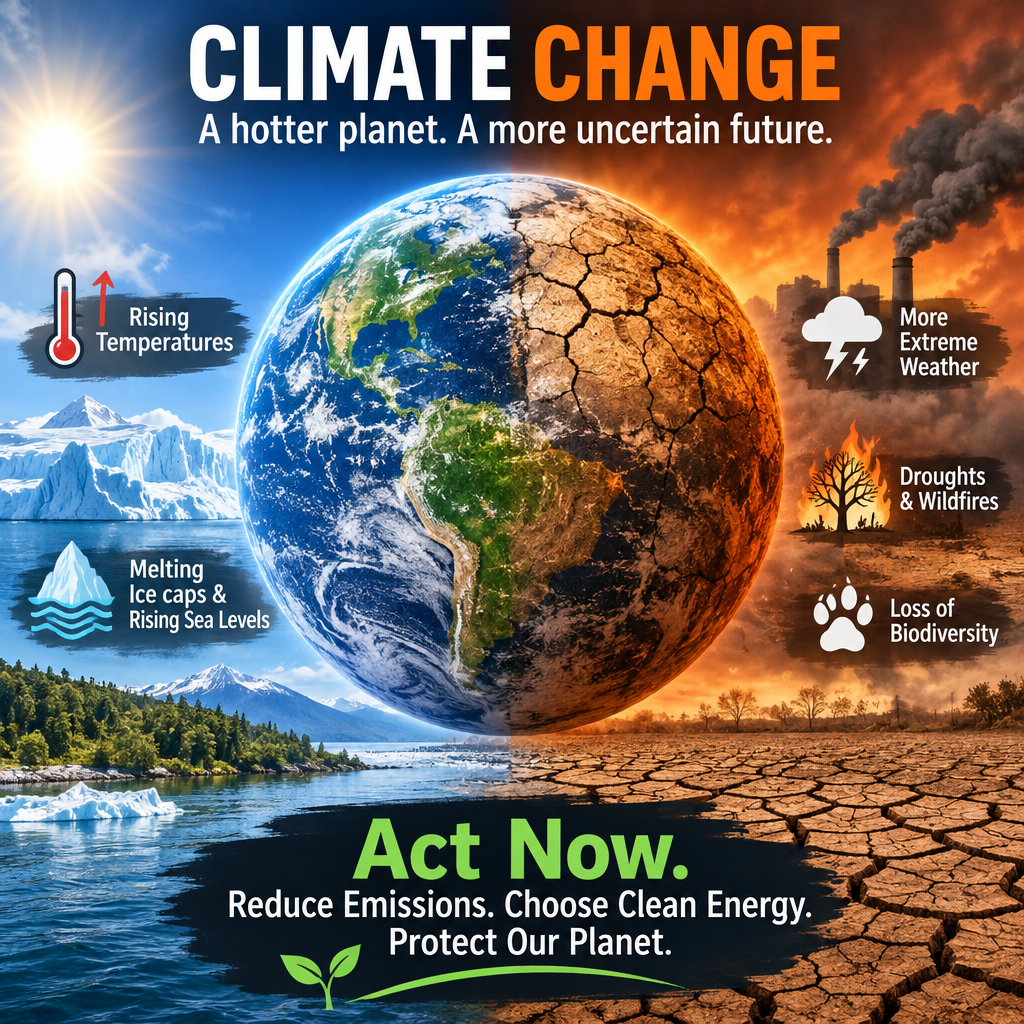 CLIMATE CHANGE
A hotter planet. A more uncertain future.
Rising
Temperatures
Melting
Ice caps &
Rising Sea Levels
More
Extreme
Weather
Droughts
& Wildfires
Loss of
Biodiversity
Act Now.
Reduce Emissions. Choose Clean Energy.
Protect Our Planet.